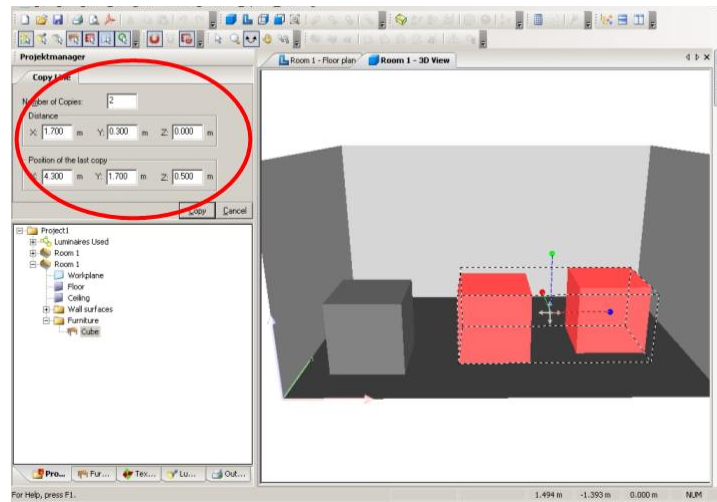 Projektmanager
Copy Line
Number of Copies: 2
Distance
X: 1.700 m Y: 0.300 m Z: 0.000 m
Position of the last copy
X: 4.300 m Y: 1.700 m Z: 0.500 m
Copy Cancel
Room 1 - Floor plan Room 1 - 3D View
Project1
Luminaires Used
Room 1
Room 1
Workplane
Floor
Ceiling
Wall surfaces
Furniture
Cube
Pro... Fur... Tex... Lu... Out...
For Help, press F1. 1.494 m -1.393 m 0.000 m NUM